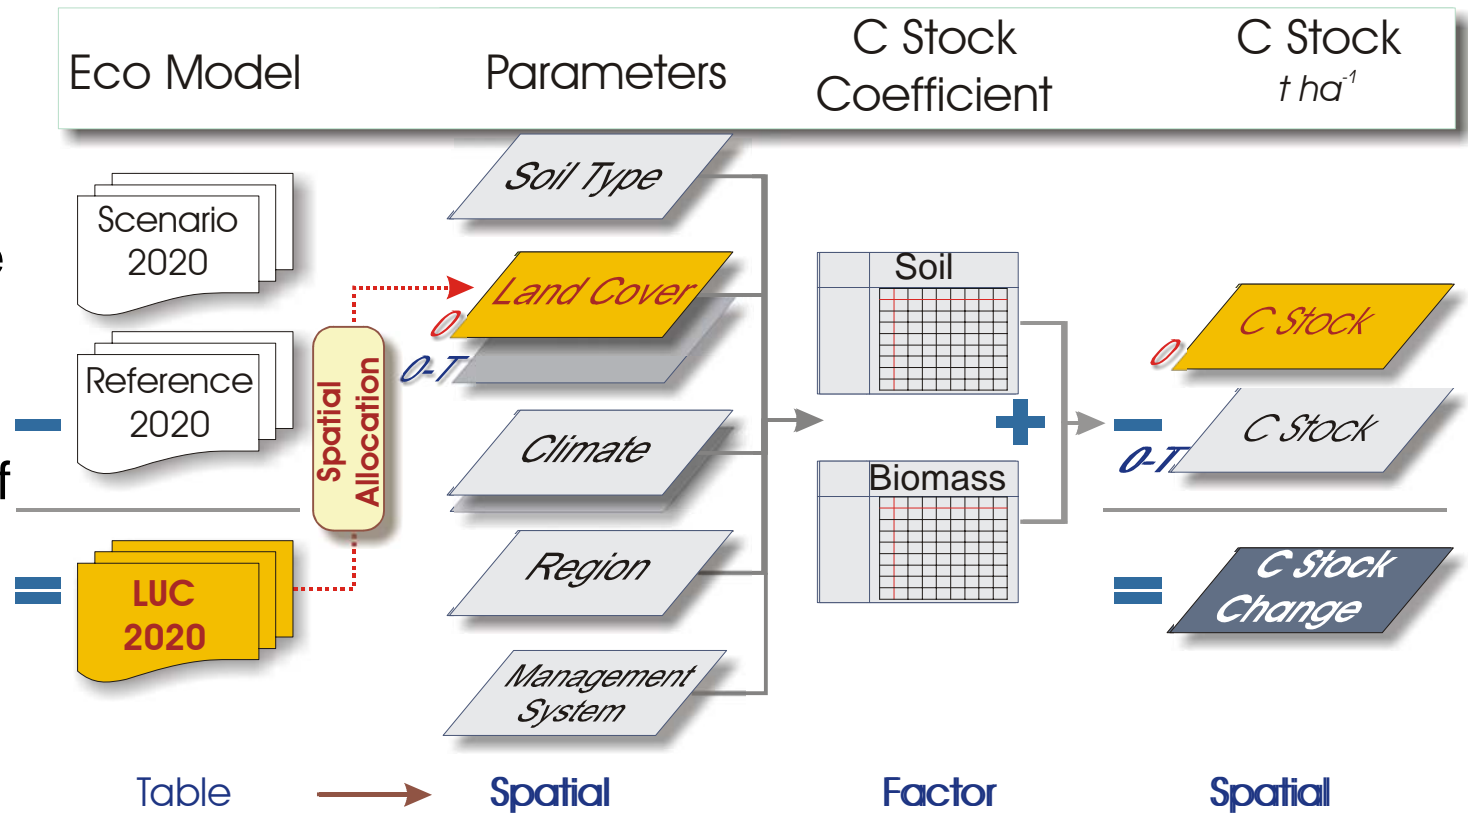 Eco Model
Parameters
C Stock
Coefficient
C Stock
t ha⁻¹
Scenario
2020
e
Reference
2020
f
LUC
2020
Spatial
Allocation
Soil Type
Land Cover
0
0-T
Climate
Region
Management
System
Soil
Biomass
C Stock
0
C Stock
0-T
C Stock
Change
Table
Spatial
Factor
Spatial